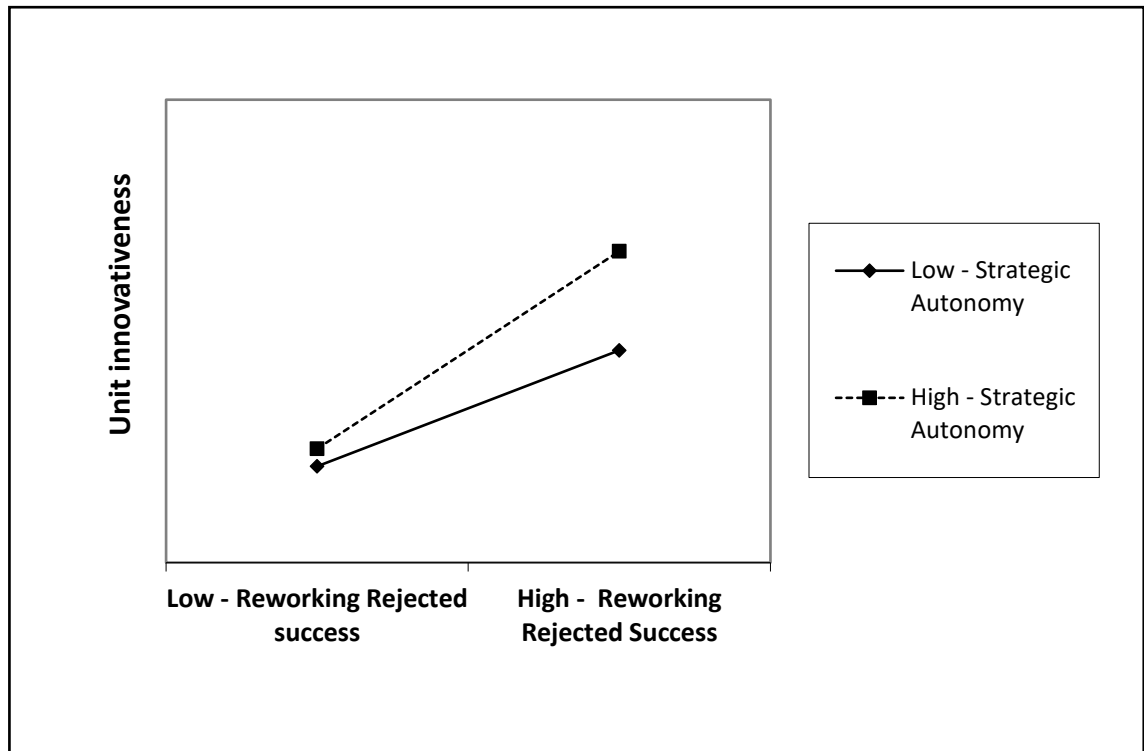 Unit innovativeness
Low - Strategic
Autonomy
High - Strategic
Autonomy
Low - Reworking Rejected
success
High -  Reworking
Rejected Success